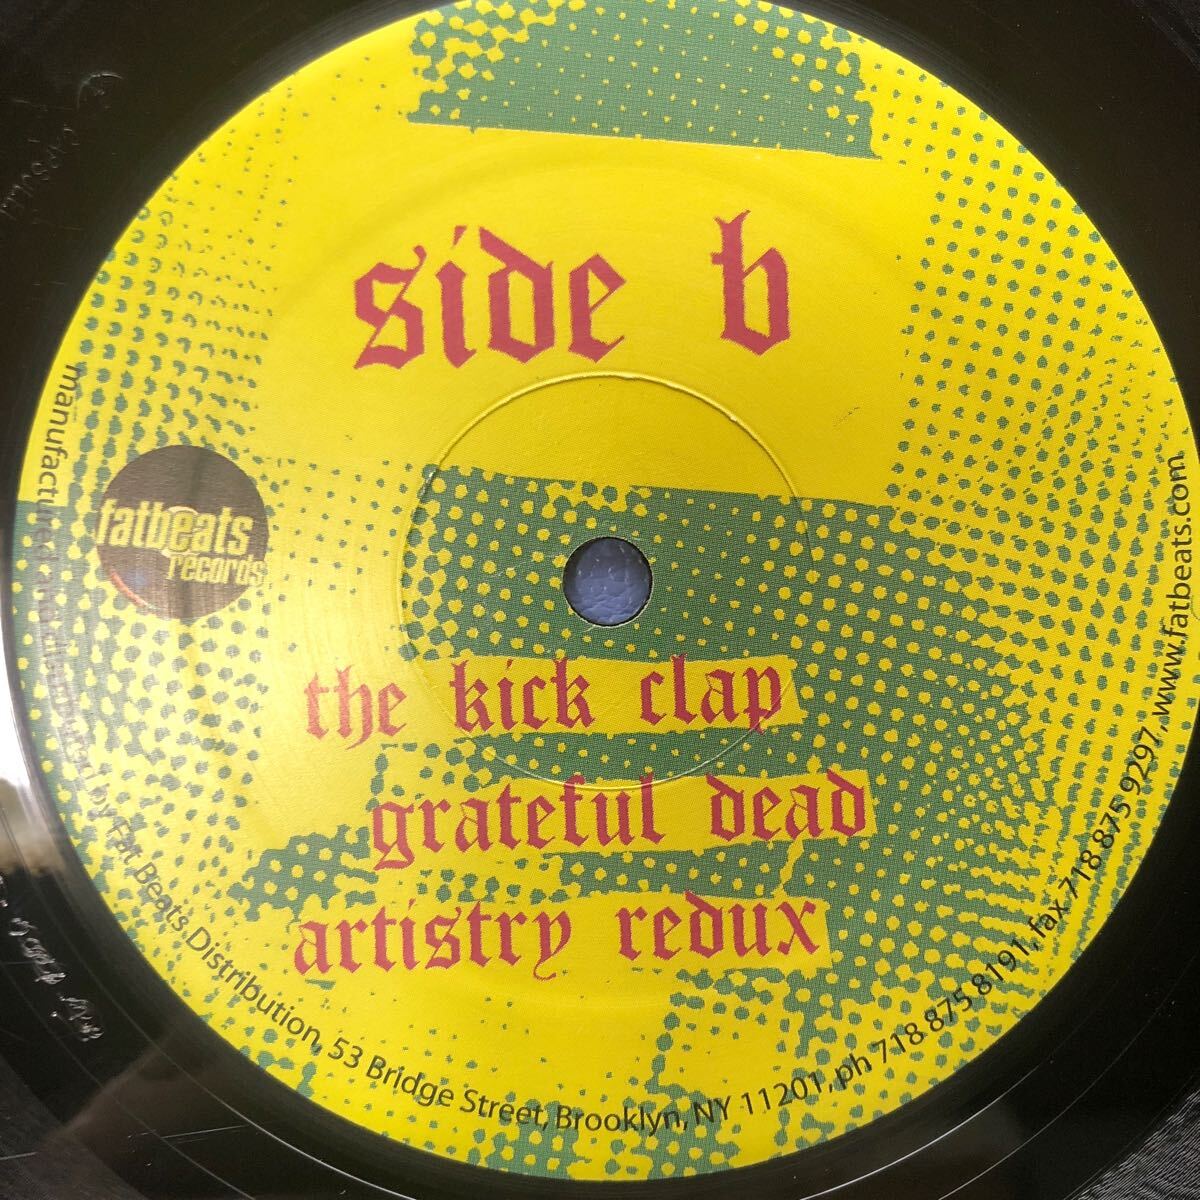 side b
fatbeats
records
the kick clap
grateful dead
artistry redux
manufactured and distributed by Fat Beats Distribution, 53 Bridge Street, Brooklyn, NY 11201, ph 718 875 8191, fax 718 875 9297, www.fatbeats.com